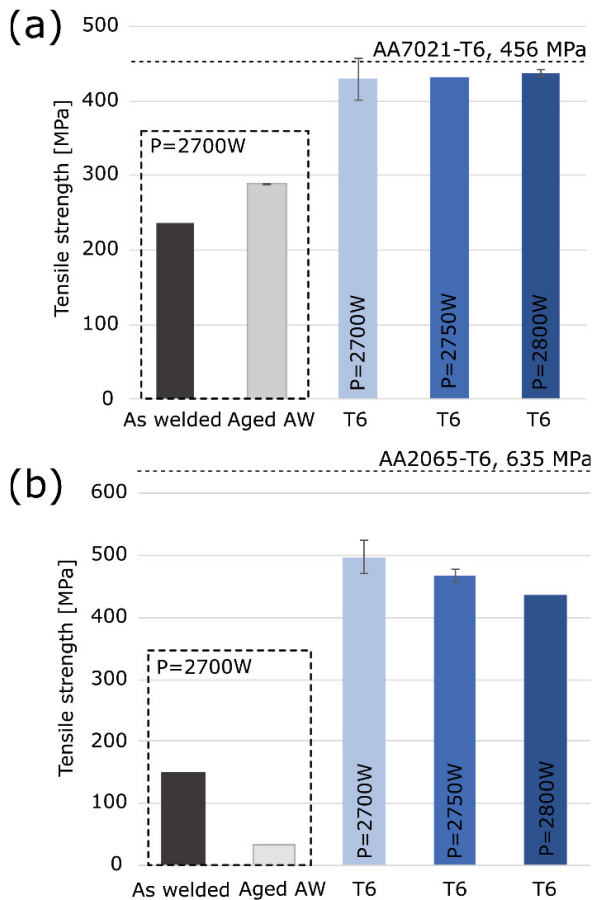 (a)
AA7021-T6, 456 MPa
Tensile strength [MPa]
500
400
300
200
100
0
P=2700W
P=2700W
P=2750W
P=2800W
As welded Aged AW T6 T6 T6
(b)
AA2065-T6, 635 MPa
Tensile strength [MPa]
600
500
400
300
200
100
0
P=2700W
P=2700W
P=2750W
P=2800W
As welded Aged AW T6 T6 T6